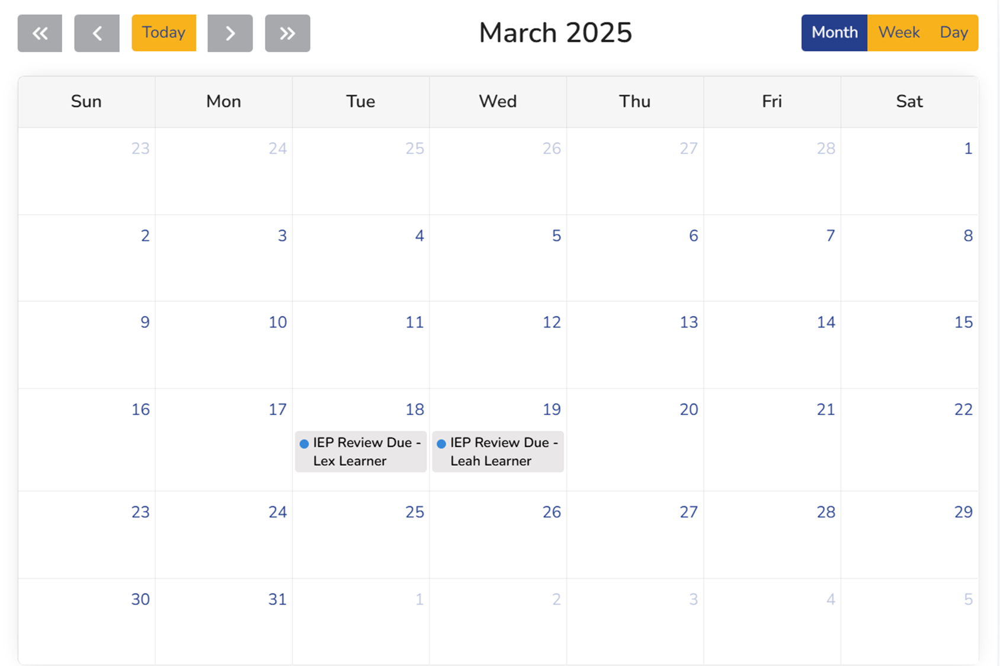 Today
March 2025
Month Week Day
Sun Mon Tue Wed Thu Fri Sat
23 24 25 26 27 28 1
2 3 4 5 6 7 8
9 10 11 12 13 14 15
16 17 18 19 20 21 22
IEP Review Due -
Lex Learner
IEP Review Due -
Leah Learner
23 24 25 26 27 28 29
30 31 1 2 3 4 5